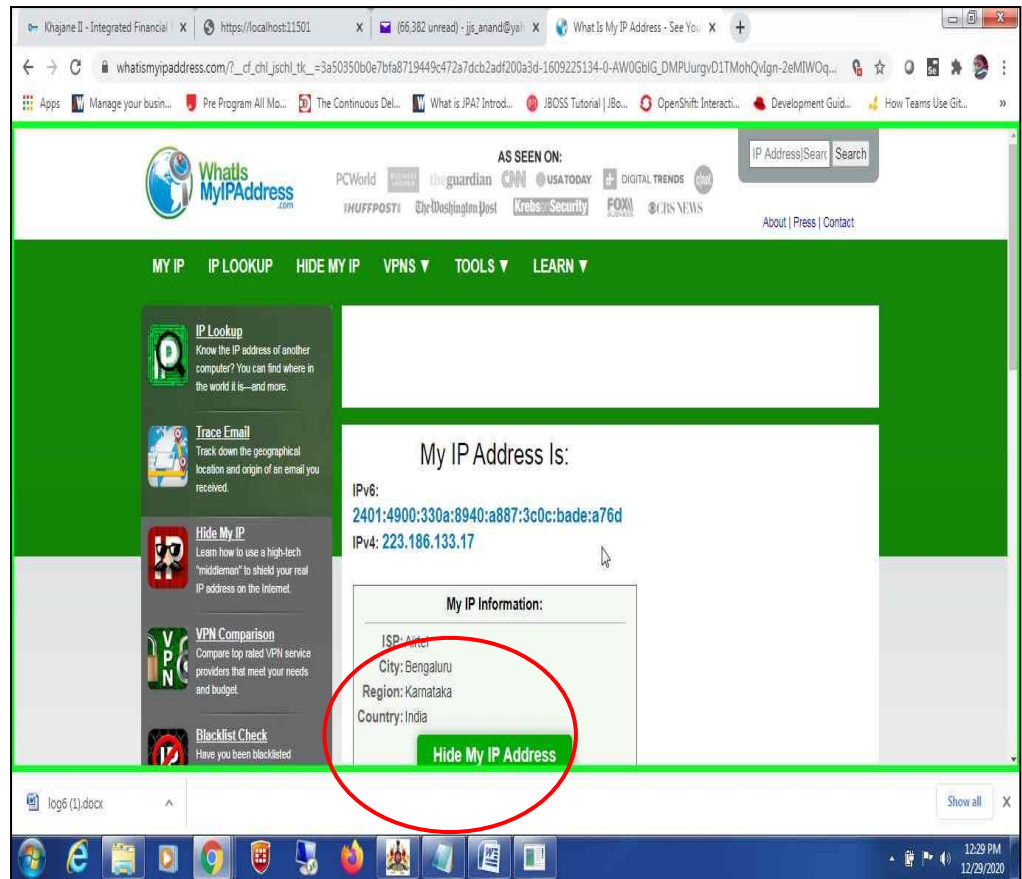 Khajane II - Integrated Financial
https://localhost:11501
(66,382 unread) - jjs_anand@yah
What Is My IP Address - See You
whatismyipaddress.com/?__cf_chl_jschl_tk__=3a50350b0e7bfa8719449c472a7dcb2adf200a3d-1609225134-0-AW0GbIG_DMPUurgvD1TMohQvIgn-2eMIWOq...
Apps
Manage your busin...
Pre Program All Mo...
The Continuous Del...
What is JPA? Introd...
JBOSS Tutorial | JBo...
OpenShift: Interacti...
Development Guid...
How Teams Use Git...
»
WhatIs
MyIPAddress
.com
AS SEEN ON:
PCWorld
theguardian
CNN
USA TODAY
DIGITAL TRENDS
cnet
HUFFPOST
The Washington Post
KrebsonSecurity
FOX
BUSINESS
CBS NEWS
IP Address|Searc
Search
About | Press | Contact
MY IP
IP LOOKUP
HIDE MY IP
VPNS ▼
TOOLS ▼
LEARN ▼
IP Lookup
Know the IP address of another
computer? You can find where in
the world it is—and more.
Trace Email
Track down the geographical
location and origin of an email you
received.
Hide My IP
Learn how to use a high-tech
"middleman" to shield your real
IP address on the Internet.
VPN
VPN Comparison
Compare top rated VPN service
providers that meet your needs
and budget.
Blacklist Check
Have you been blacklisted
My IP Address Is:
IPv6:
2401:4900:330a:8940:a887:3c0c:bade:a76d
IPv4: 223.186.133.17
My IP Information:
ISP: Airtel
City: Bengaluru
Region: Karnataka
Country: India
Hide My IP Address
log6 (1).docx
Show all
12:29 PM
12/29/2020